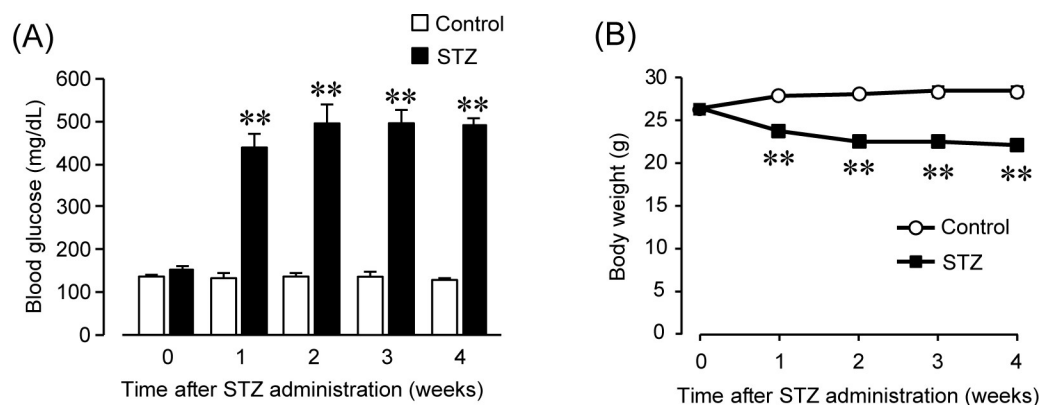 (A)
Control
STZ
Blood glucose (mg/dL)
600
500
400
300
200
100
0
**
**
**
**
0 1 2 3 4
Time after STZ administration (weeks)
(B)
Body weight (g)
30
25
20
15
10
5
0
**
**
**
**
Control
STZ
0 1 2 3 4
Time after STZ administration (weeks)